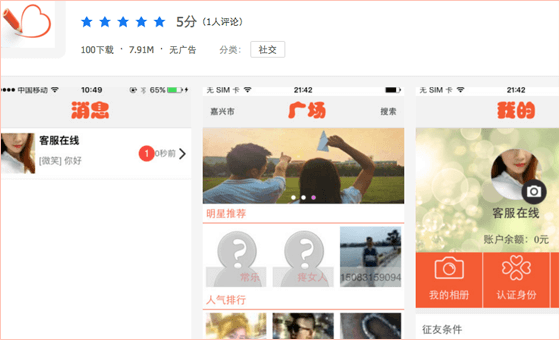 5分 (1人评论)
100下载 · 7.91M · 无广告 分类: 社交
中国移动 10:49 65%
消息
客服在线
[微笑] 你好
1
0秒前
无 SIM 卡 21:42
嘉兴市 广场 搜索
明星推荐
常乐
疼女人
15083159094
人气排行
无 SIM 卡 21:42
我的
客服在线
账户余额: 0元
我的相册
认证身份
征友条件